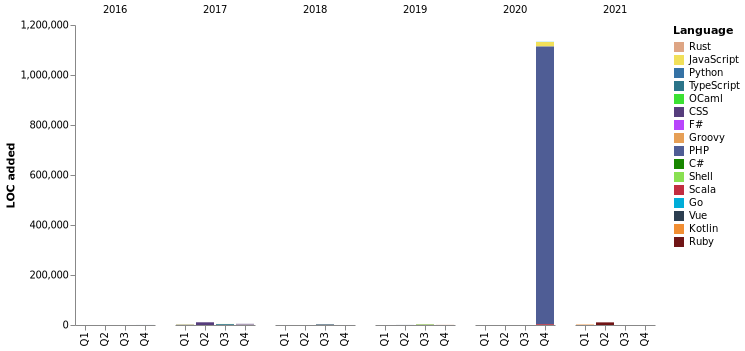 2016 2017 2018 2019 2020 2021
LOC added
1,200,000
1,000,000
800,000
600,000
400,000
200,000
0
Q1 Q2 Q3 Q4 Q1 Q2 Q3 Q4 Q1 Q2 Q3 Q4 Q1 Q2 Q3 Q4 Q1 Q2 Q3 Q4 Q1 Q2 Q3 Q4
Language
Rust
JavaScript
Python
TypeScript
OCaml
CSS
F#
Groovy
PHP
C#
Shell
Scala
Go
Vue
Kotlin
Ruby